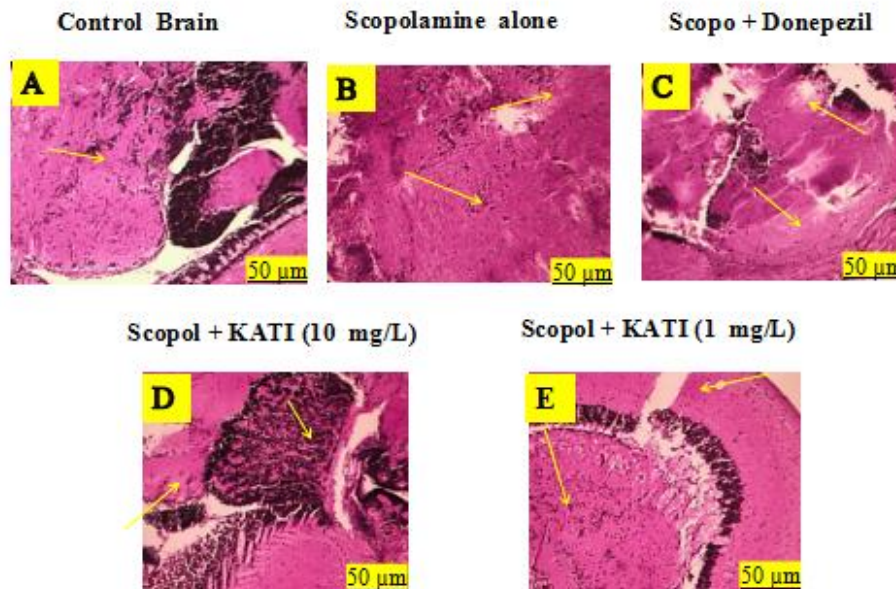 Control Brain
Scopolamine alone
Scopo + Donepezil
A
B
C
50 µm
50 µm
50 µm
Scopol + KATI (10 mg/L)
Scopol + KATI (1 mg/L)
D
E
50 µm
50 µm